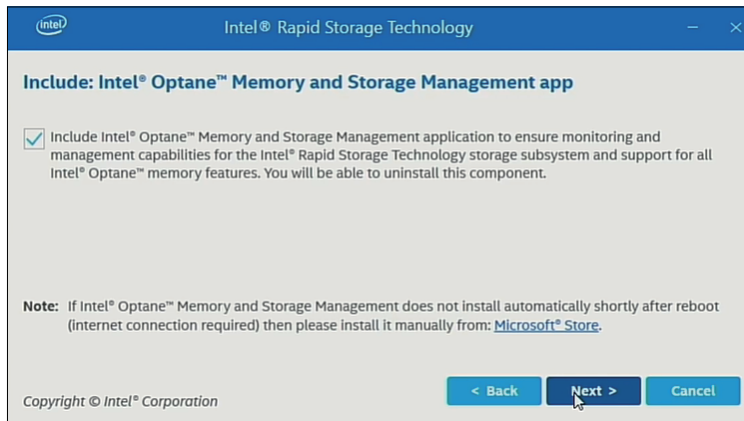 intel
Intel® Rapid Storage Technology
Include: Intel® Optane™ Memory and Storage Management app
Include Intel® Optane™ Memory and Storage Management application to ensure monitoring and
management capabilities for the Intel® Rapid Storage Technology storage subsystem and support for all
Intel® Optane™ memory features. You will be able to uninstall this component.
Note: If Intel® Optane™ Memory and Storage Management does not install automatically shortly after reboot
(internet connection required) then please install it manually from: Microsoft® Store.
< Back Next > Cancel
Copyright © Intel® Corporation